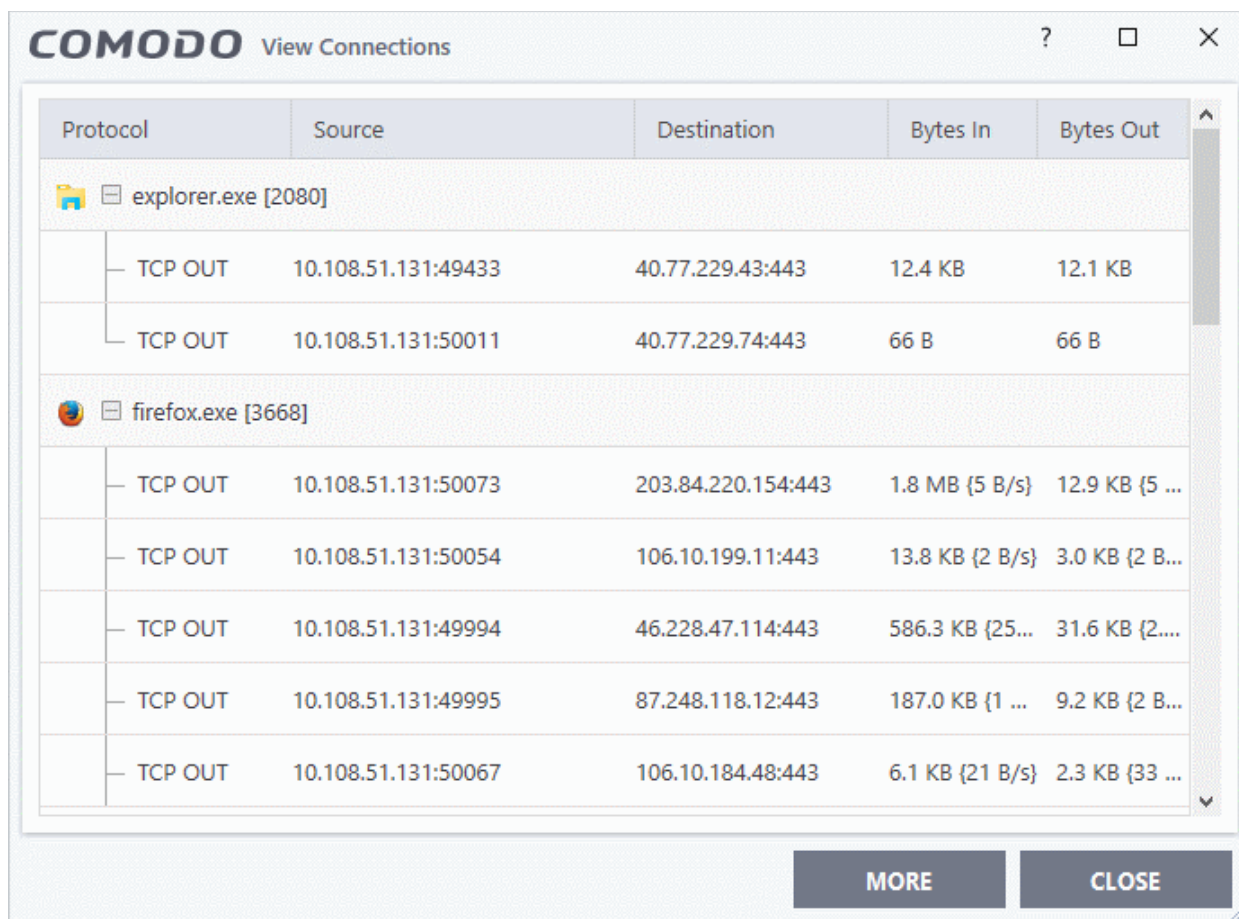 COMODO View Connections ?
Protocol Source Destination Bytes In Bytes Out
explorer.exe [2080]
TCP OUT 10.108.51.131:49433 40.77.229.43:443 12.4 KB 12.1 KB
TCP OUT 10.108.51.131:50011 40.77.229.74:443 66 B 66 B
firefox.exe [3668]
TCP OUT 10.108.51.131:50073 203.84.220.154:443 1.8 MB {5 B/s} 12.9 KB {5 ...
TCP OUT 10.108.51.131:50054 106.10.199.11:443 13.8 KB {2 B/s} 3.0 KB {2 B...
TCP OUT 10.108.51.131:49994 46.228.47.114:443 586.3 KB {25... 31.6 KB {2....
TCP OUT 10.108.51.131:49995 87.248.118.12:443 187.0 KB {1 ... 9.2 KB {2 B...
TCP OUT 10.108.51.131:50067 106.10.184.48:443 6.1 KB {21 B/s} 2.3 KB {33 ...
MORE CLOSE